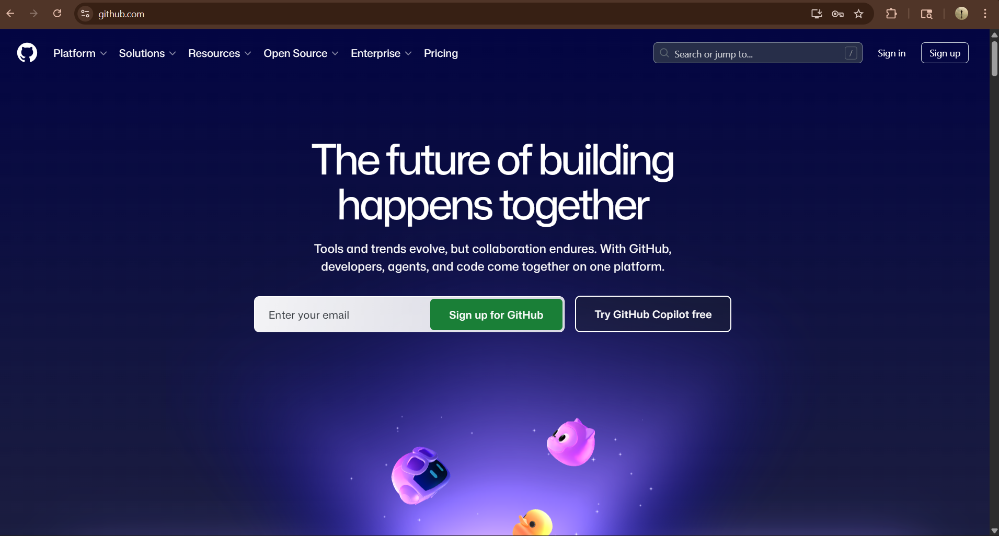 github.com
Platform Solutions Resources Open Source Enterprise Pricing Search or jump to... / Sign in Sign up
The future of building
happens together
Tools and trends evolve, but collaboration endures. With GitHub,
developers, agents, and code come together on one platform.
Enter your email Sign up for GitHub Try GitHub Copilot free